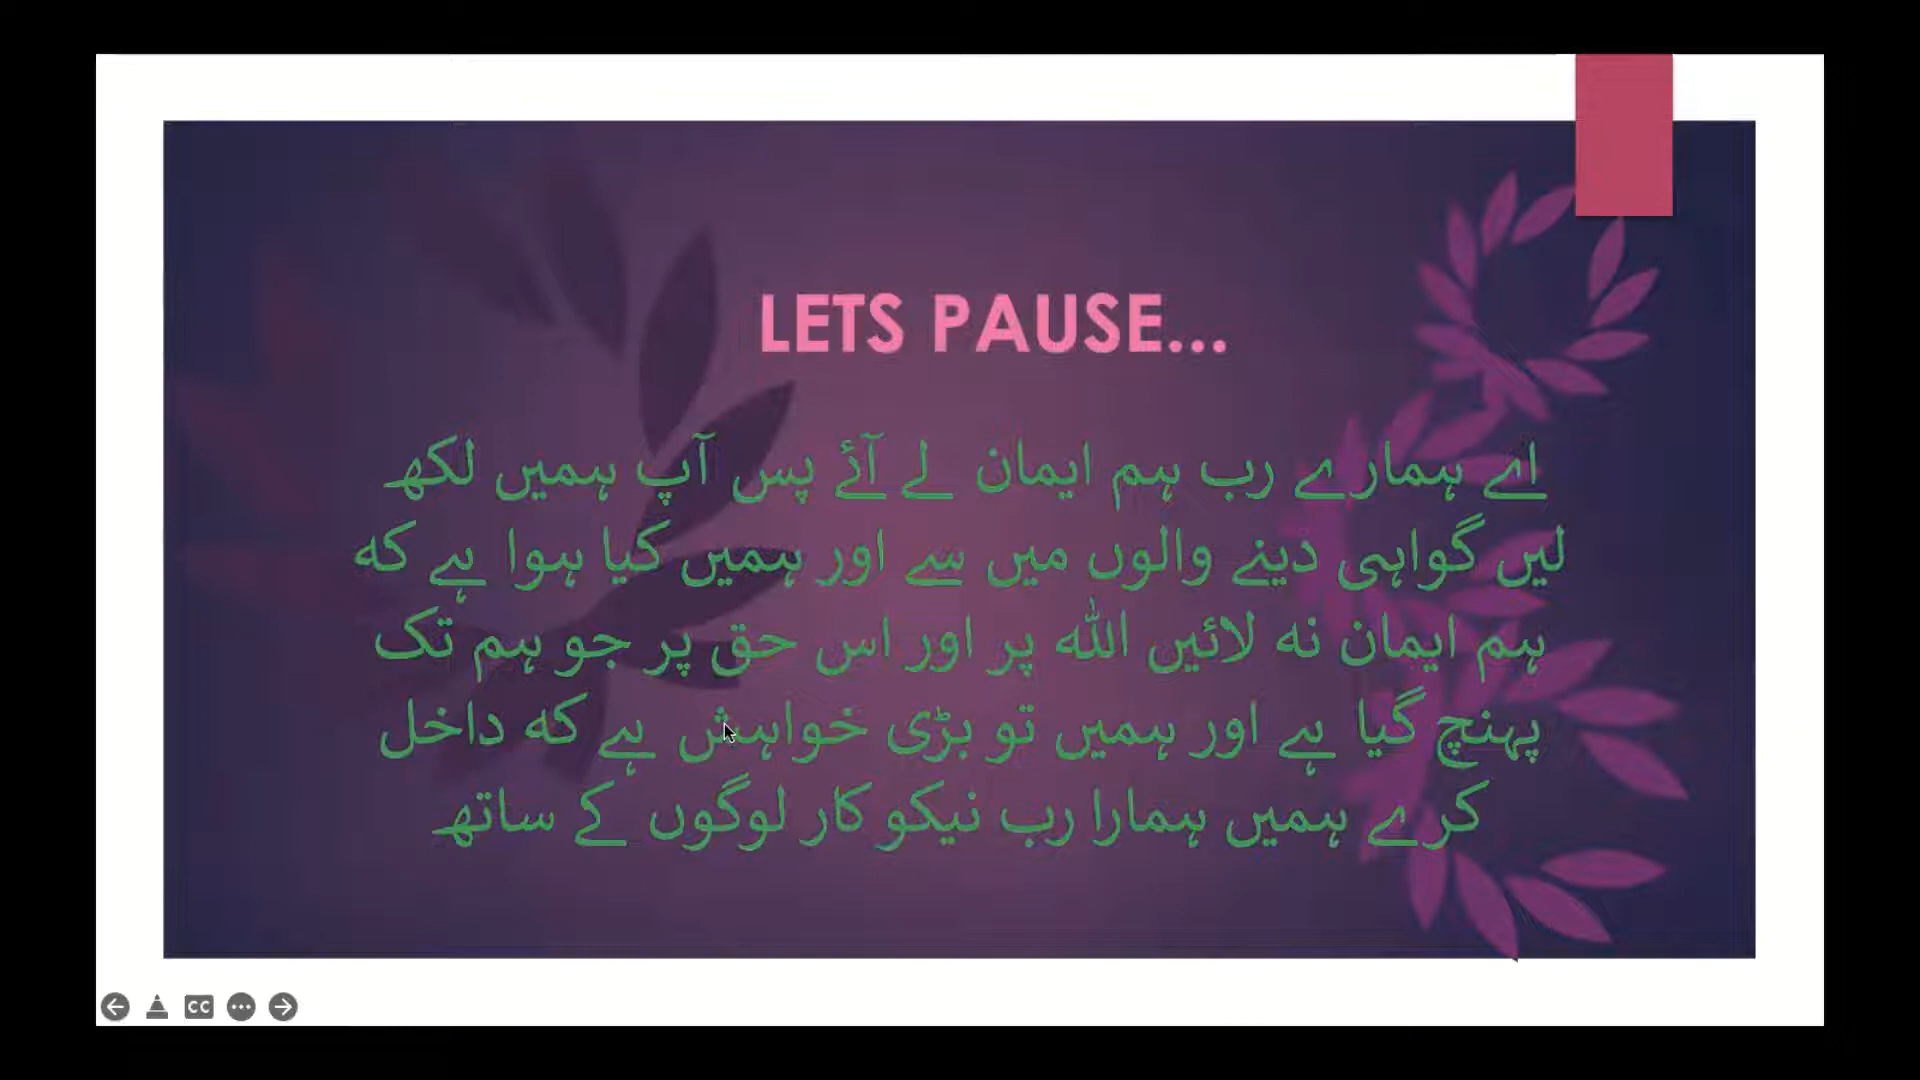 LETS PAUSE...
اے ہمارے رب ہم ایمان لے آئے پس آپ ہمیں لکھ
لیں گواہی دینے والوں میں سے اور ہمیں کیا ہوا ہے کہ
ہم ایمان نہ لائیں اللہ پر اور اس حق پر جو ہم تک
پہنچ گیا ہے اور ہمیں تو بڑی خواہش ہے کہ داخل
کرے ہمیں ہمارا رب نیکو کار لوگوں کے ساتھ
CC